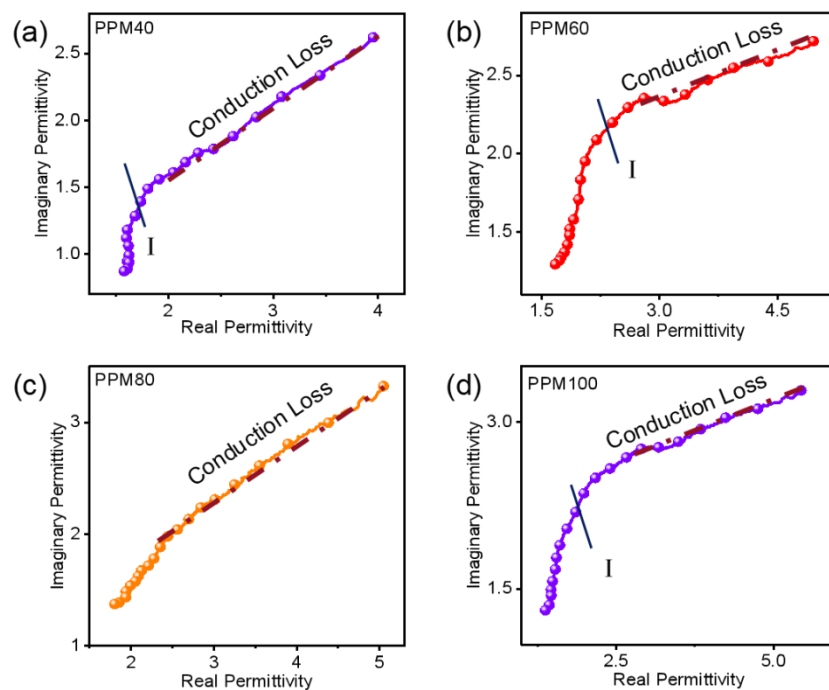 (a)
PPM40
Conduction Loss
I
Imaginary Permittivity
2.5
2.0
1.5
1.0
2
3
4
Real Permittivity
(b)
PPM60
Conduction Loss
I
Imaginary Permittivity
2.5
2.0
1.5
1.5
3.0
4.5
Real Permittivity
(c)
PPM80
Conduction Loss
Imaginary Permittivity
3
2
1
2
3
4
5
Real Permittivity
(d)
PPM100
Conduction Loss
I
Imaginary Permittivity
3.0
1.5
2.5
5.0
Real Permittivity